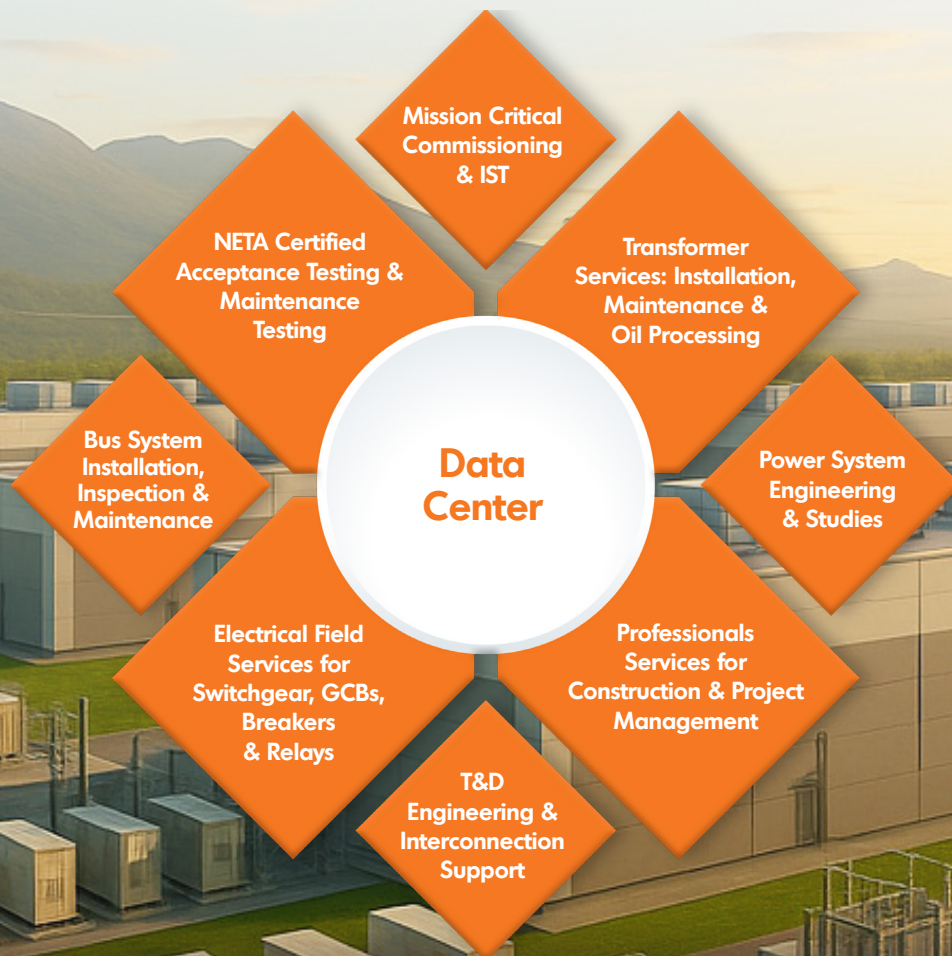 Mission Critical
Commissioning
& IST
NETA Certified
Acceptance Testing &
Maintenance
Testing
Transformer
Services: Installation,
Maintenance &
Oil Processing
Bus System
Installation,
Inspection &
Maintenance
Data
Center
Power System
Engineering
& Studies
Electrical Field
Services for
Switchgear, GCBs,
Breakers
& Relays
Professionals
Services for
Construction & Project
Management
T&D
Engineering &
Interconnection
Support